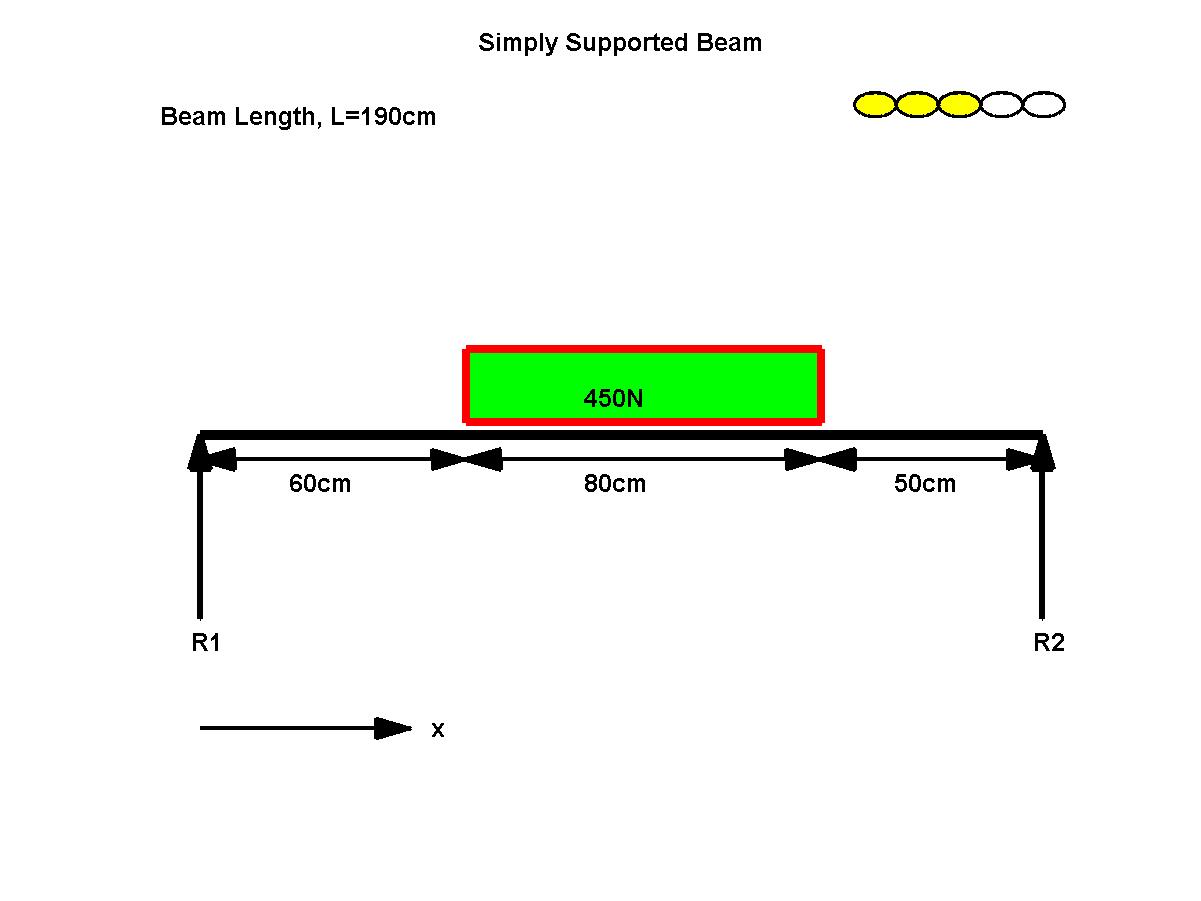 Simply Supported Beam
Beam Length, L=190cm
450N
60cm
80cm
50cm
R1
R2
x